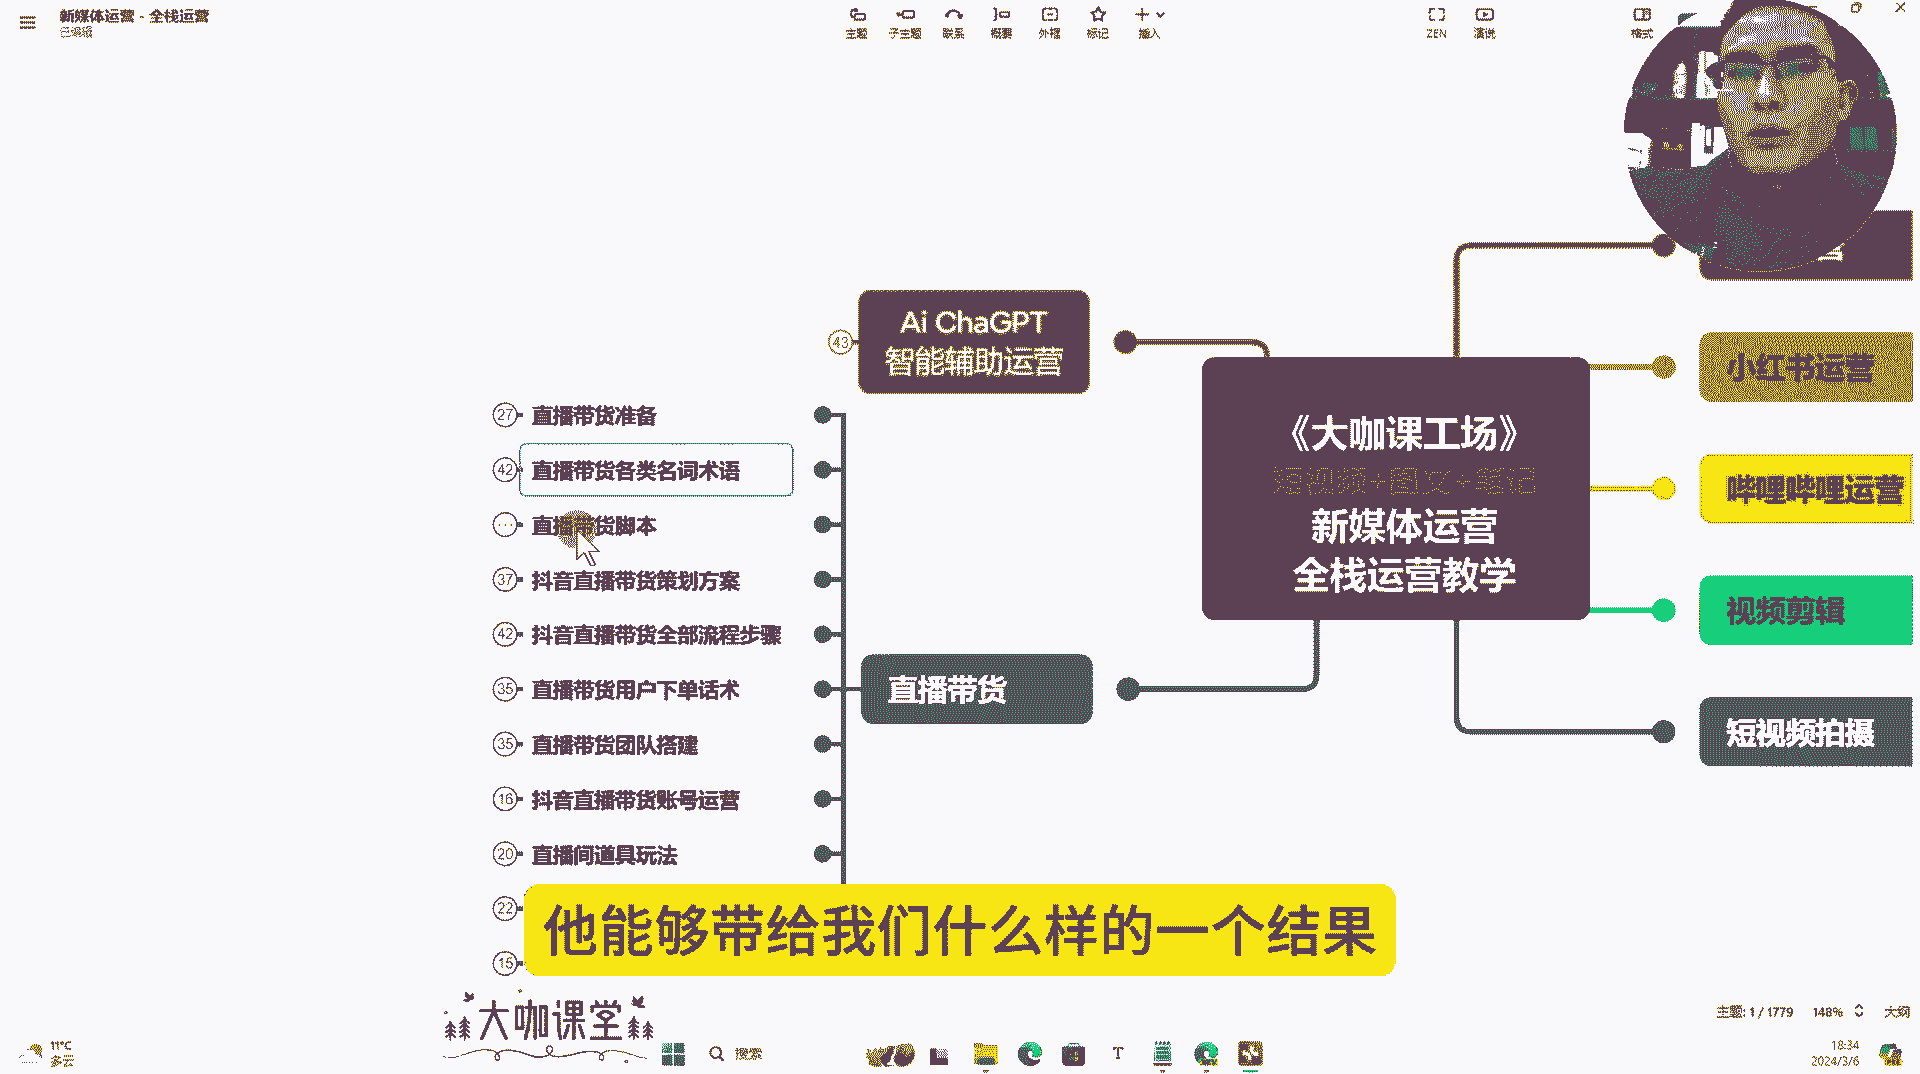 新媒体运营 - 全栈运营
已编辑
主题
子主题
联系
概要
外框
标记
插入
ZEN
演说
格式
Ai ChaGPT
智能辅助运营
43
《大咖课工场》
短视频+图文+笔记
新媒体运营
全栈运营教学
小红书运营
哔哩哔哩运营
视频剪辑
短视频拍摄
直播带货
27 直播带货准备
42 直播带货各类名词术语
... 直播带货脚本
37 抖音直播带货策划方案
42 抖音直播带货全部流程步骤
35 直播带货用户下单话术
35 直播带货团队搭建
16 抖音直播带货账号运营
20 直播间道具玩法
22
15
他能够带给我们什么样的一个结果
大咖课堂
主题: 1 / 1779
148%
大纲
11°C
多云
搜索
18:34
2024/3/6